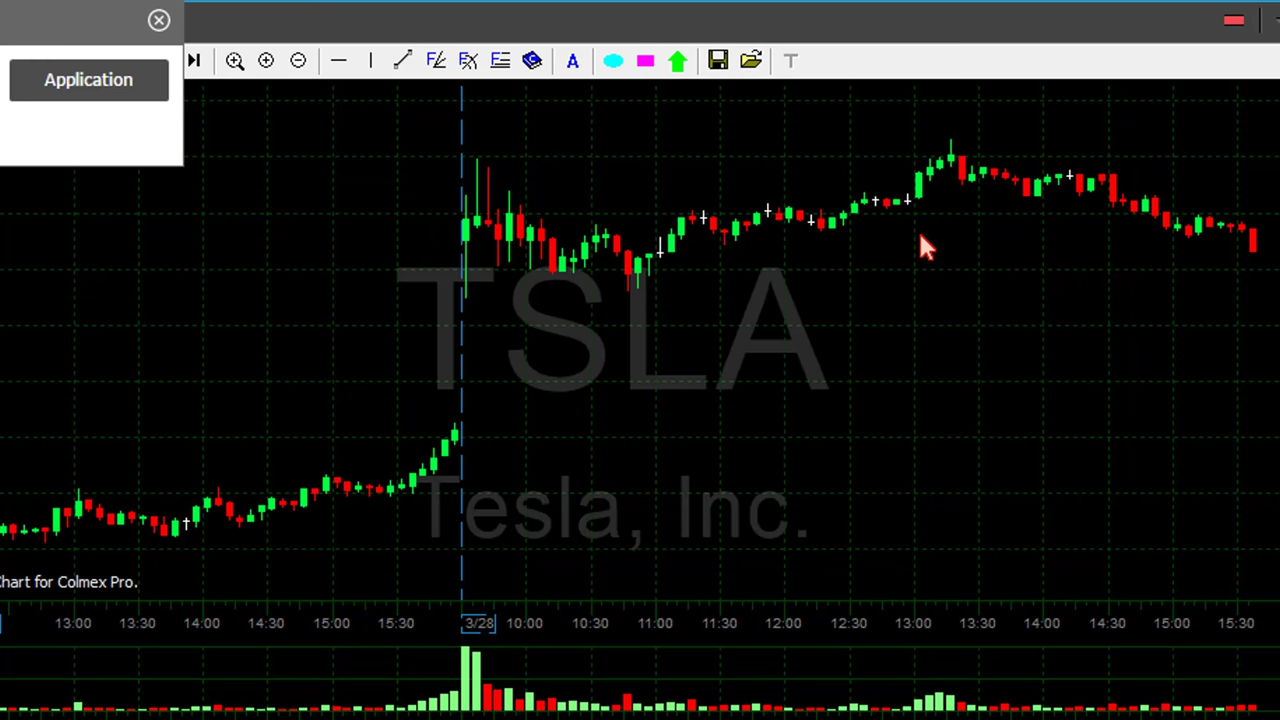 Application
A
T
TSLA
Tesla, Inc.
Chart for Colmex Pro.
13:00 13:30 14:00 14:30 15:00 15:30 3/28 10:00 10:30 11:00 11:30 12:00 12:30 13:00 13:30 14:00 14:30 15:00 15:30